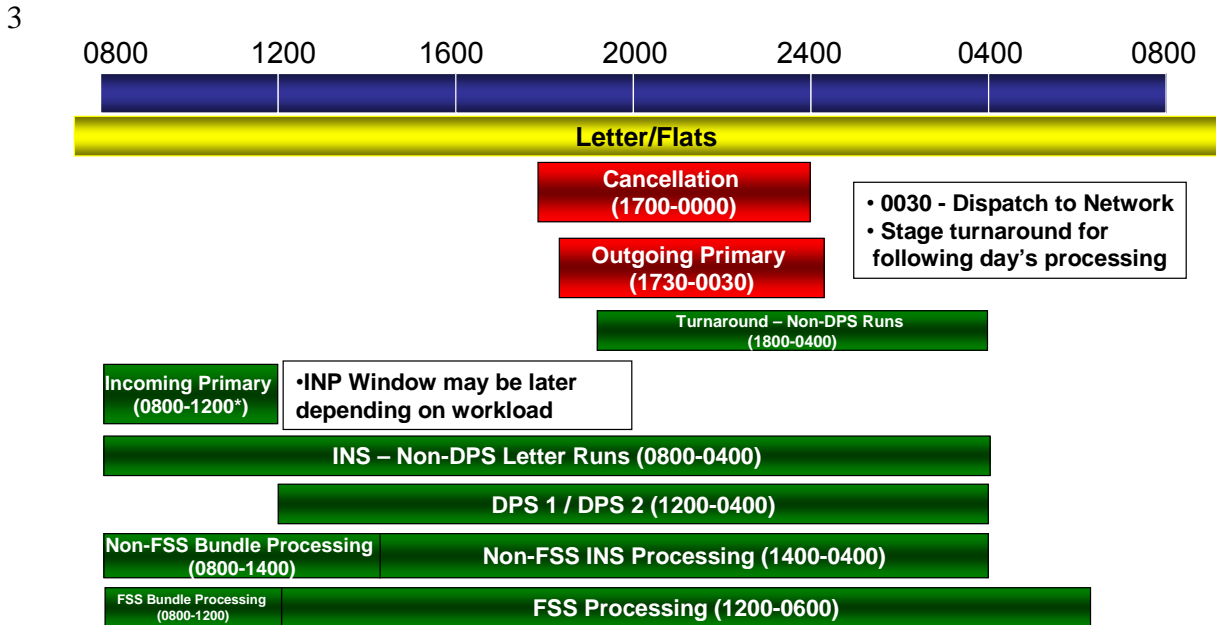 3
0800 1200 1600 2000 2400 0400 0800
Letter/Flats
Cancellation
(1700-0000)
• 0030 - Dispatch to Network
• Stage turnaround for
following day's processing
Outgoing Primary
(1730-0030)
Turnaround – Non-DPS Runs
(1800-0400)
Incoming Primary
(0800-1200*)
•INP Window may be later
depending on workload
INS – Non-DPS Letter Runs (0800-0400)
DPS 1 / DPS 2 (1200-0400)
Non-FSS Bundle Processing
(0800-1400)
Non-FSS INS Processing (1400-0400)
FSS Bundle Processing
(0800-1200)
FSS Processing (1200-0600)